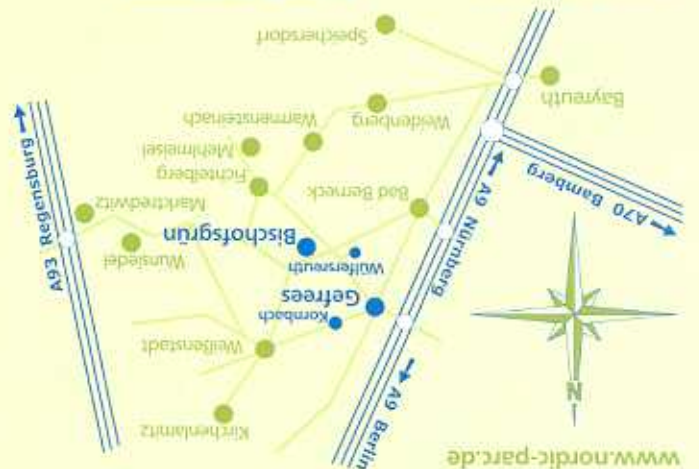 www.nordic-parc.de
N
A9 Berlin
Kirchenlamitz
Weißenstadt
Kornbach
Gefrees
Wülfersreuth
Bischofsgrün
Wunsiedel
Marktredwitz
A9 Nürnberg
A70 Bamberg
Bad Berneck
Fichtelberg
Mehlmeisel
Warmensteinach
Weidenberg
A93 Regensburg
Bayreuth
Speichersdorf